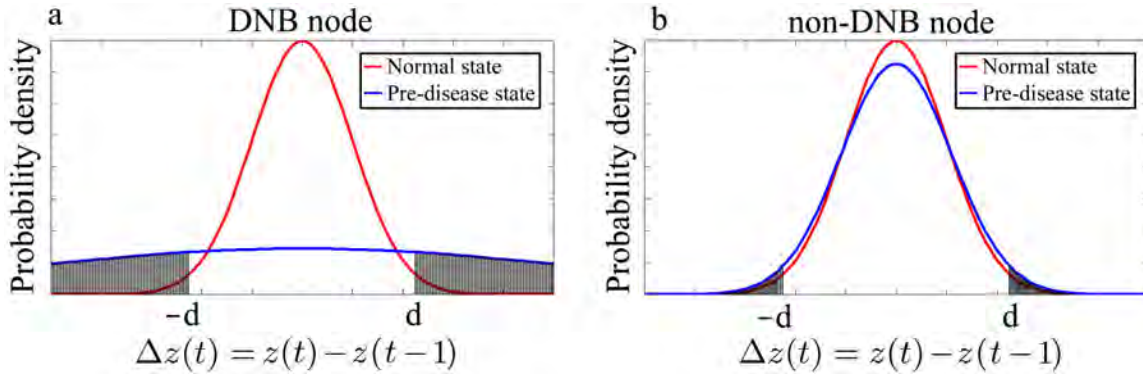 a
DNB node
Probability density
Normal state
Pre-disease state
-d
d
Δz(t) = z(t) − z(t−1)
b
non-DNB node
Probability density
Normal state
Pre-disease state
-d
d
Δz(t) = z(t) − z(t−1)